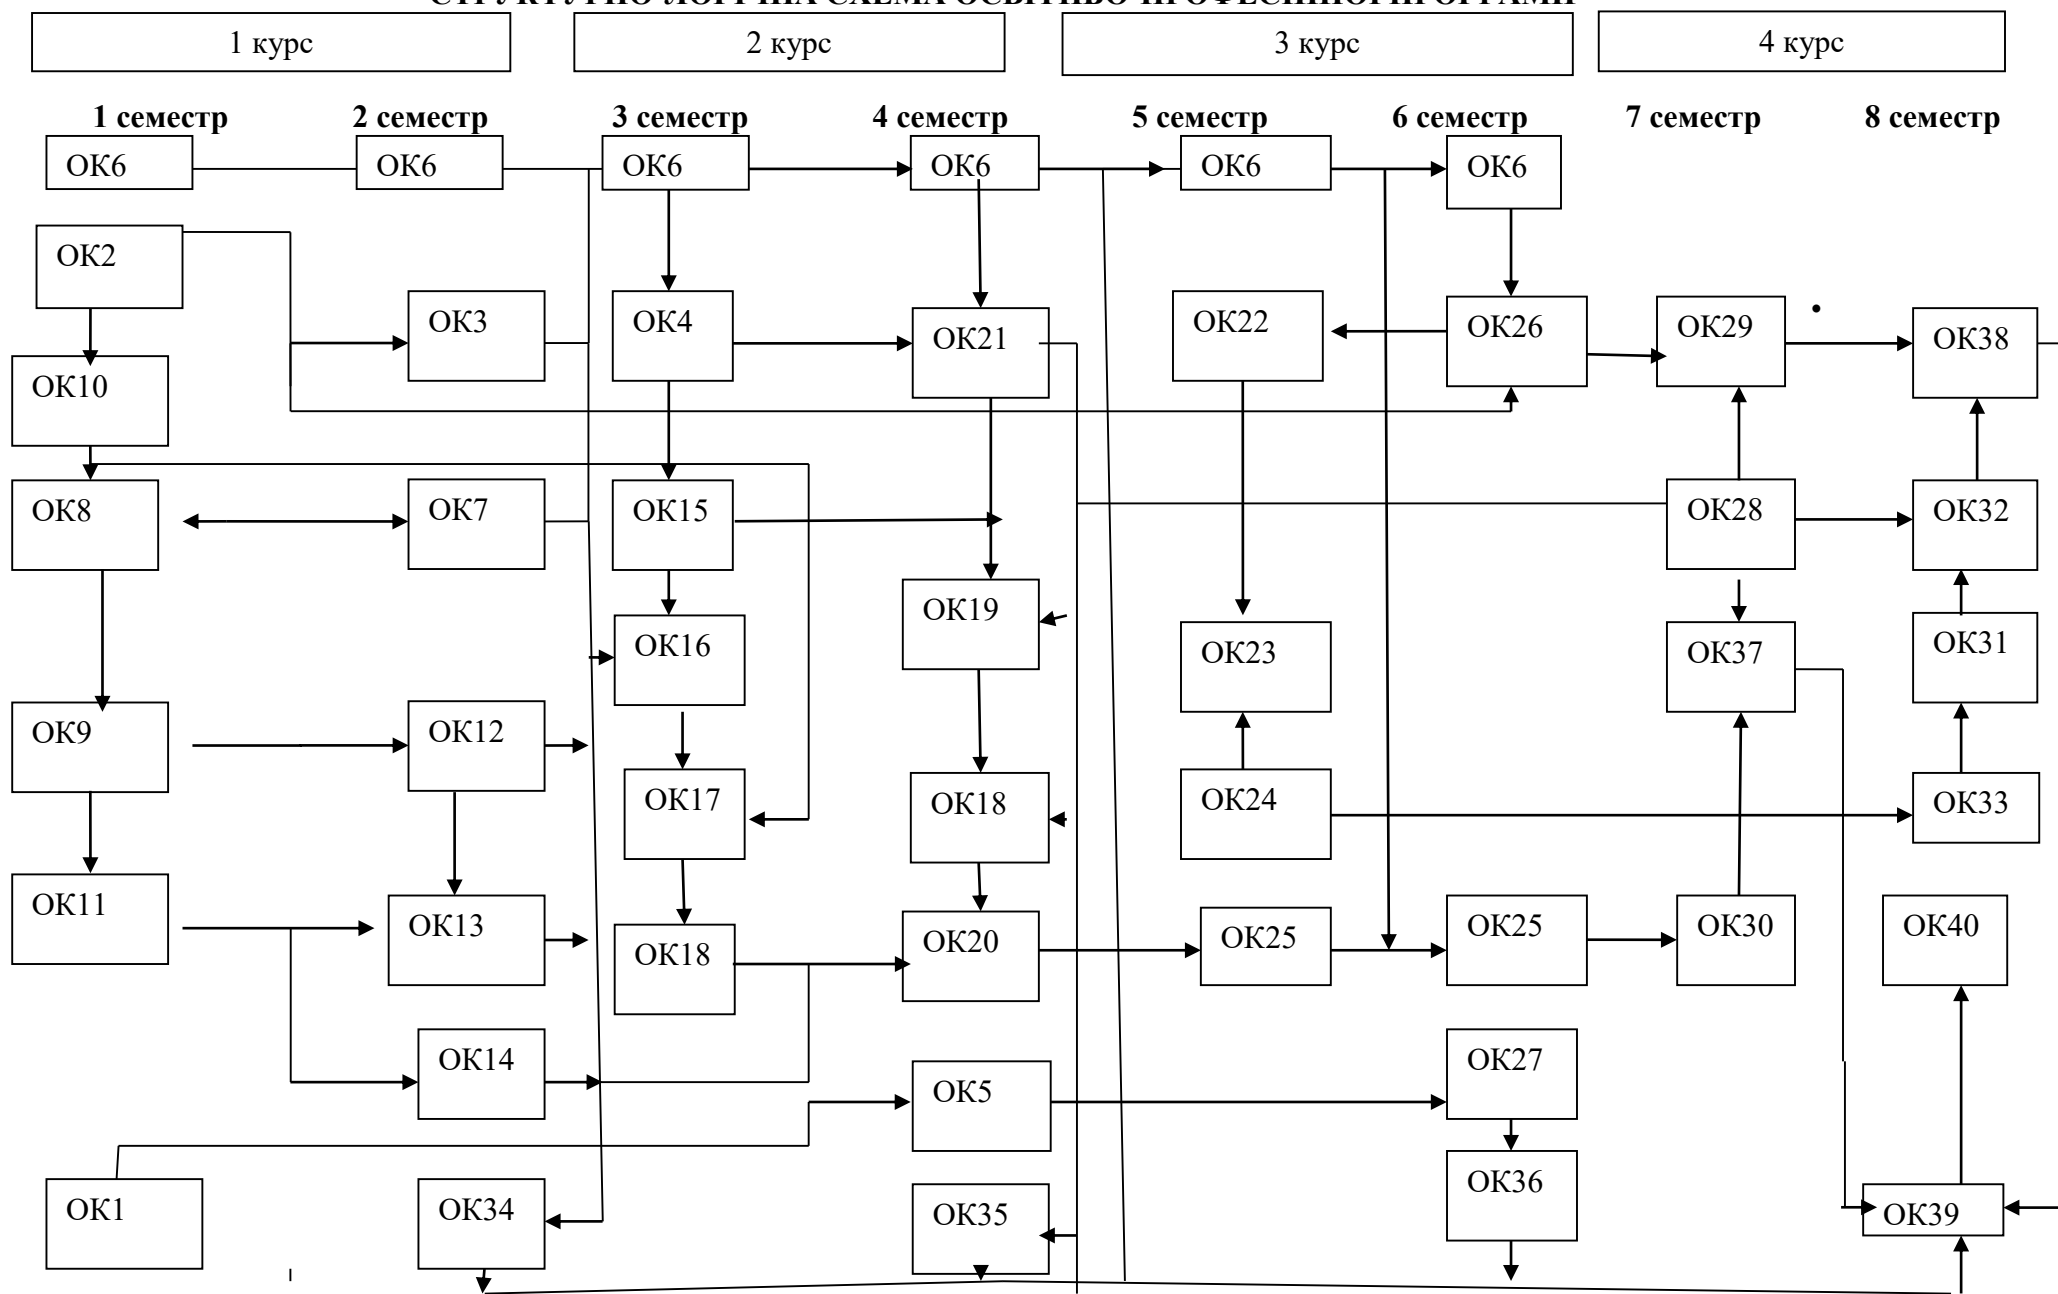 1 курс 2 курс 3 курс 4 курс
1 семестр 2 семестр 3 семестр 4 семестр 5 семестр 6 семестр 7 семестр 8 семестр
ОК6 ОК6 ОК6 ОК6 ОК6 ОК6
ОК2
ОК3 ОК4 ОК21 ОК22 ОК26 ОК29 ОК38
ОК10
ОК8 ОК7 ОК15 ОК28 ОК32
ОК19
ОК16 ОК23 ОК37 ОК31
ОК9 ОК12
ОК17 ОК18 ОК24 ОК33
ОК11 ОК13 ОК18 ОК20 ОК25 ОК25 ОК30 ОК40
ОК14 ОК5 ОК27
ОК1 ОК34 ОК35 ОК36 ОК39